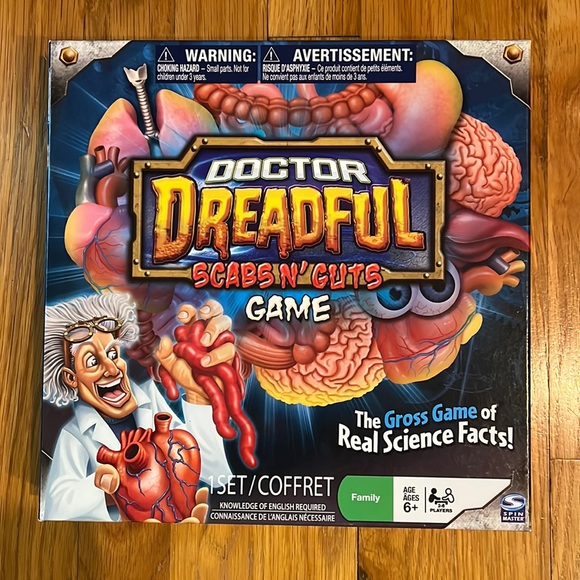 WARNING:
CHOKING HAZARD – Small parts. Not for
children under 3 years.
AVERTISSEMENT:
RISQUE D'ASPHYXIE – Ce produit contient de petits éléments.
Ne convient pas aux enfants de moins de 3 ans.
DOCTOR
DREADFUL
SCABS N' GUTS
GAME
The Gross Game of
Real Science Facts!
1 SET/COFFRET
KNOWLEDGE OF ENGLISH REQUIRED
CONNAISSANCE DE L'ANGLAIS NÉCESSAIRE
Family
AGE
ÂGES
6+
2-6
PLAYERS
SPIN
MASTER